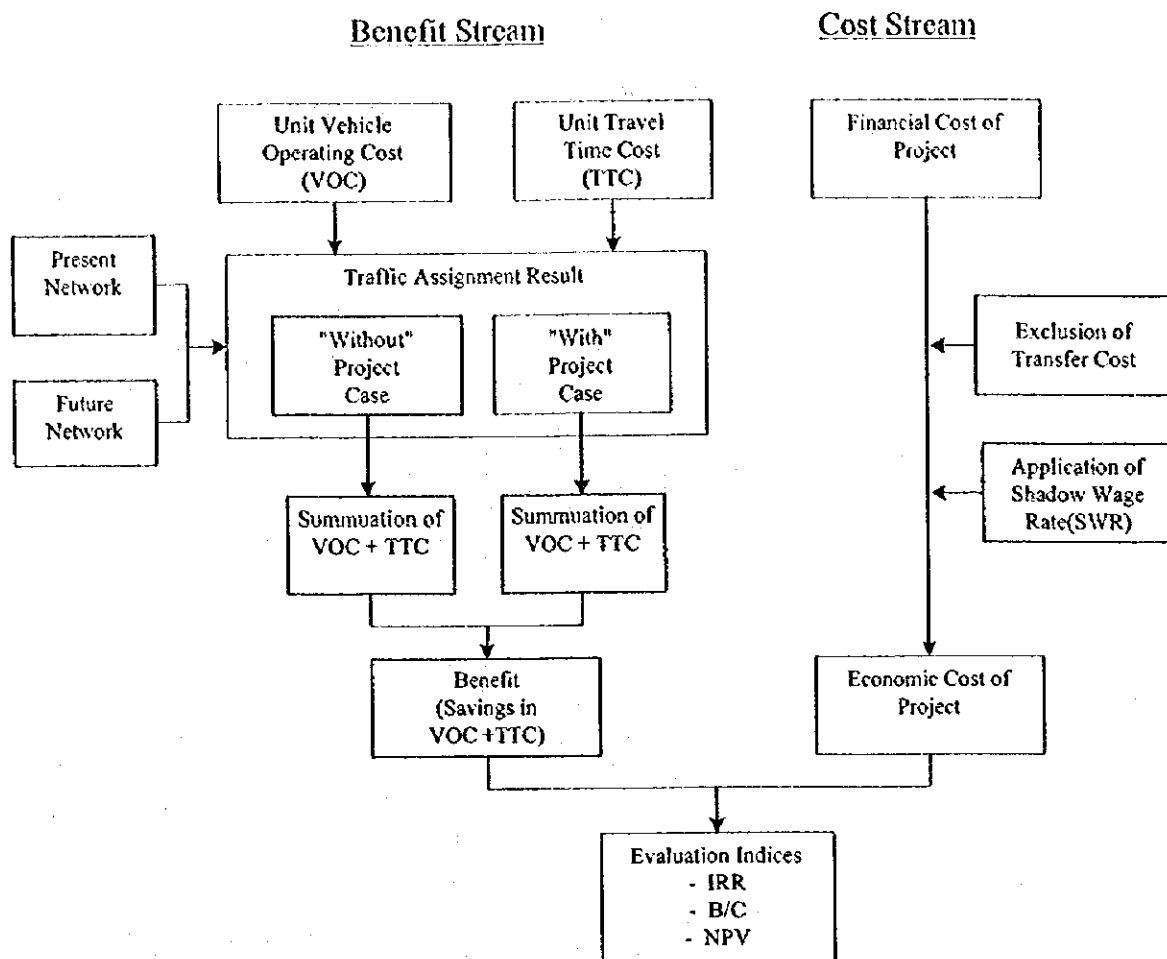 Benefit Stream
Cost Stream
Unit Vehicle
Operating Cost
(VOC)
Unit Travel
Time Cost
(TTC)
Financial Cost of
Project
Present
Network
Future
Network
Traffic Assignment Result
"Without"
Project
Case
"With"
Project
Case
Exclusion of
Transfer Cost
Application of
Shadow Wage
Rate(SWR)
Summuation of
VOC + TTC
Summuation of
VOC + TTC
Benefit
(Savings in
VOC +TTC)
Economic Cost of
Project
Evaluation Indices
- IRR
- B/C
- NPV